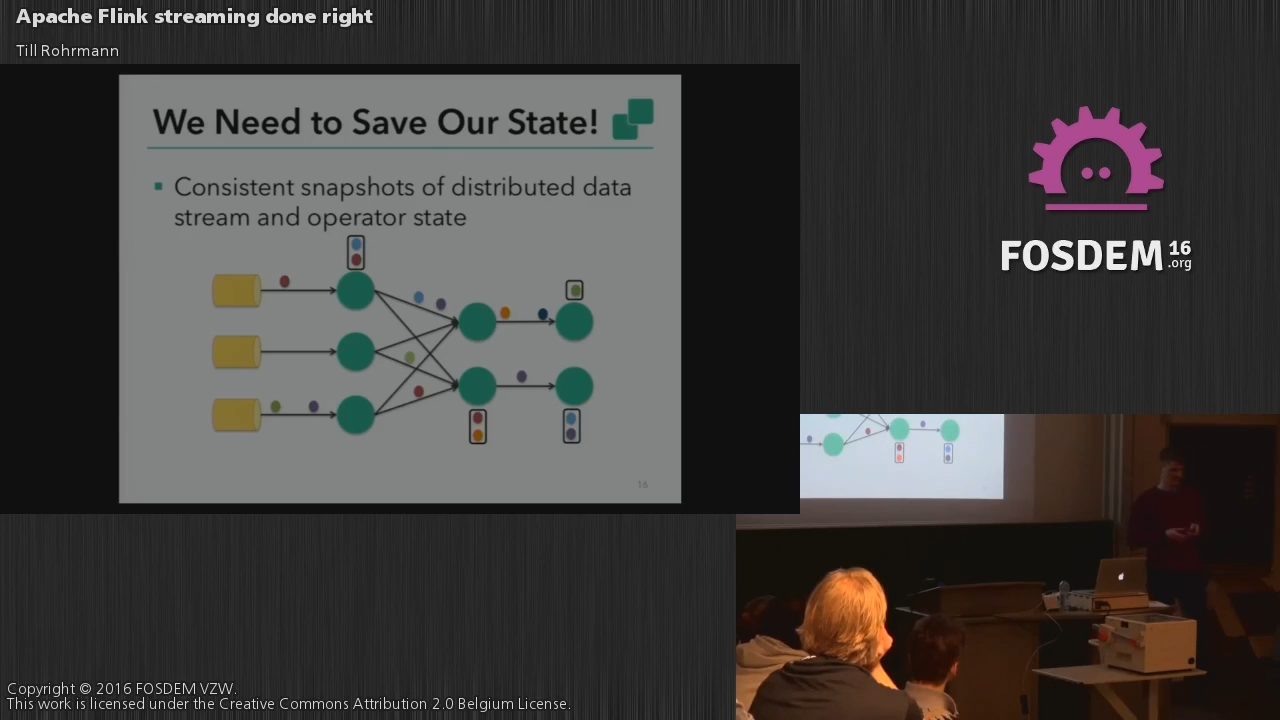 Apache Flink streaming done right
Till Rohrmann
We Need to Save Our State!
Consistent snapshots of distributed data
stream and operator state
16
FOSDEM 16
.org
Copyright © 2016 FOSDEM VZW.
This work is licensed under the Creative Commons Attribution 2.0 Belgium License.